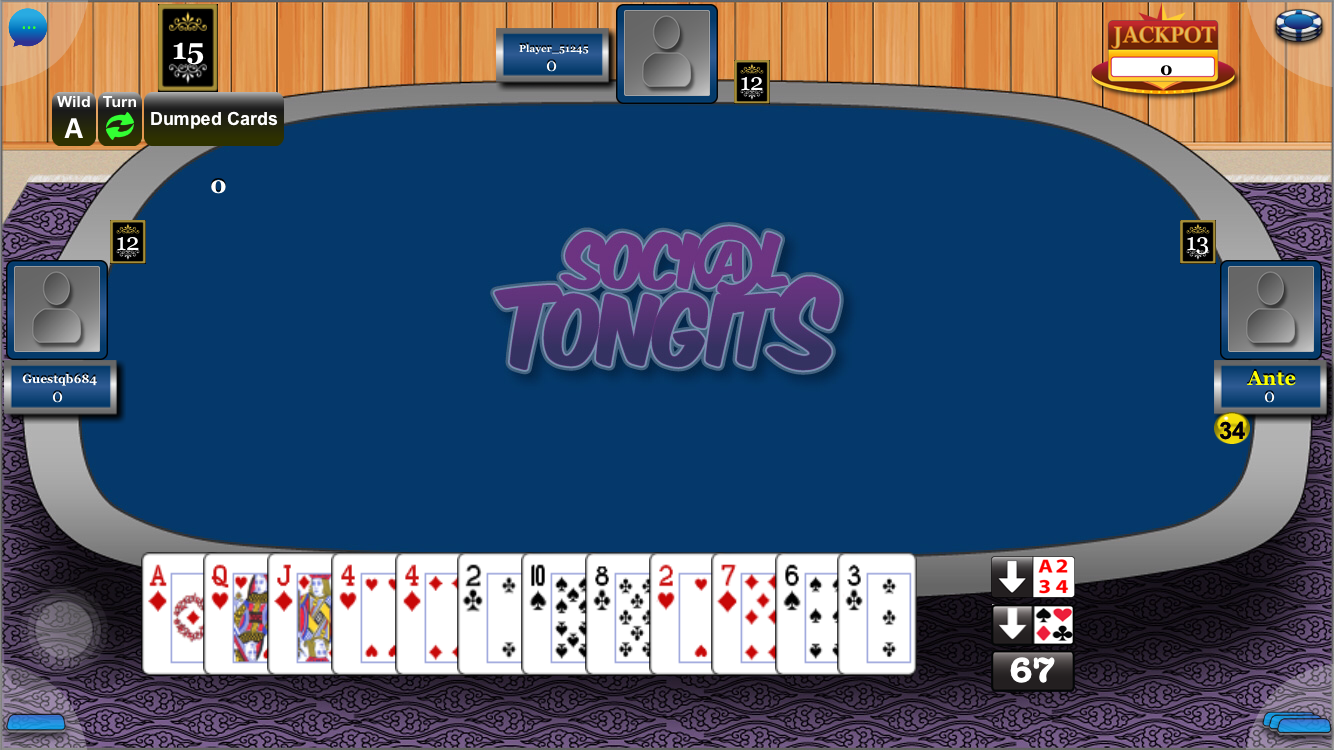 15
Player_51245
0
12
JACKPOT
0
Wild
A
Turn
Dumped Cards
0
SOCI@L
TONGITS
12
13
Guestqb684
0
Ante
0
34
A Q J 4 4 2 10 8 2 7 6 3
A 2
3 4
67